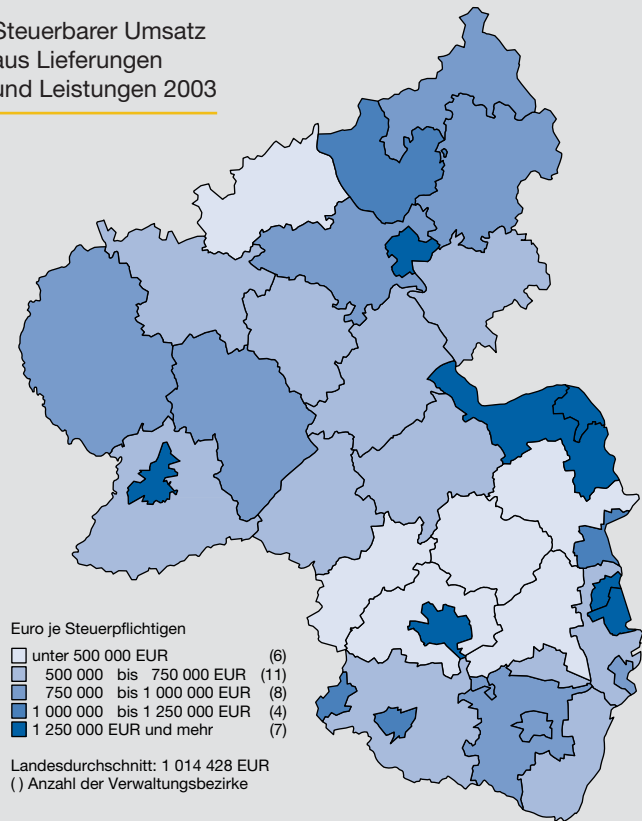 Steuerbarer Umsatz
aus Lieferungen
und Leistungen 2003
Euro je Steuerpflichtigen
unter 500 000 EUR (6)
500 000 bis 750 000 EUR (11)
750 000 bis 1 000 000 EUR (8)
1 000 000 bis 1 250 000 EUR (4)
1 250 000 EUR und mehr (7)
Landesdurchschnitt: 1 014 428 EUR
( ) Anzahl der Verwaltungsbezirke